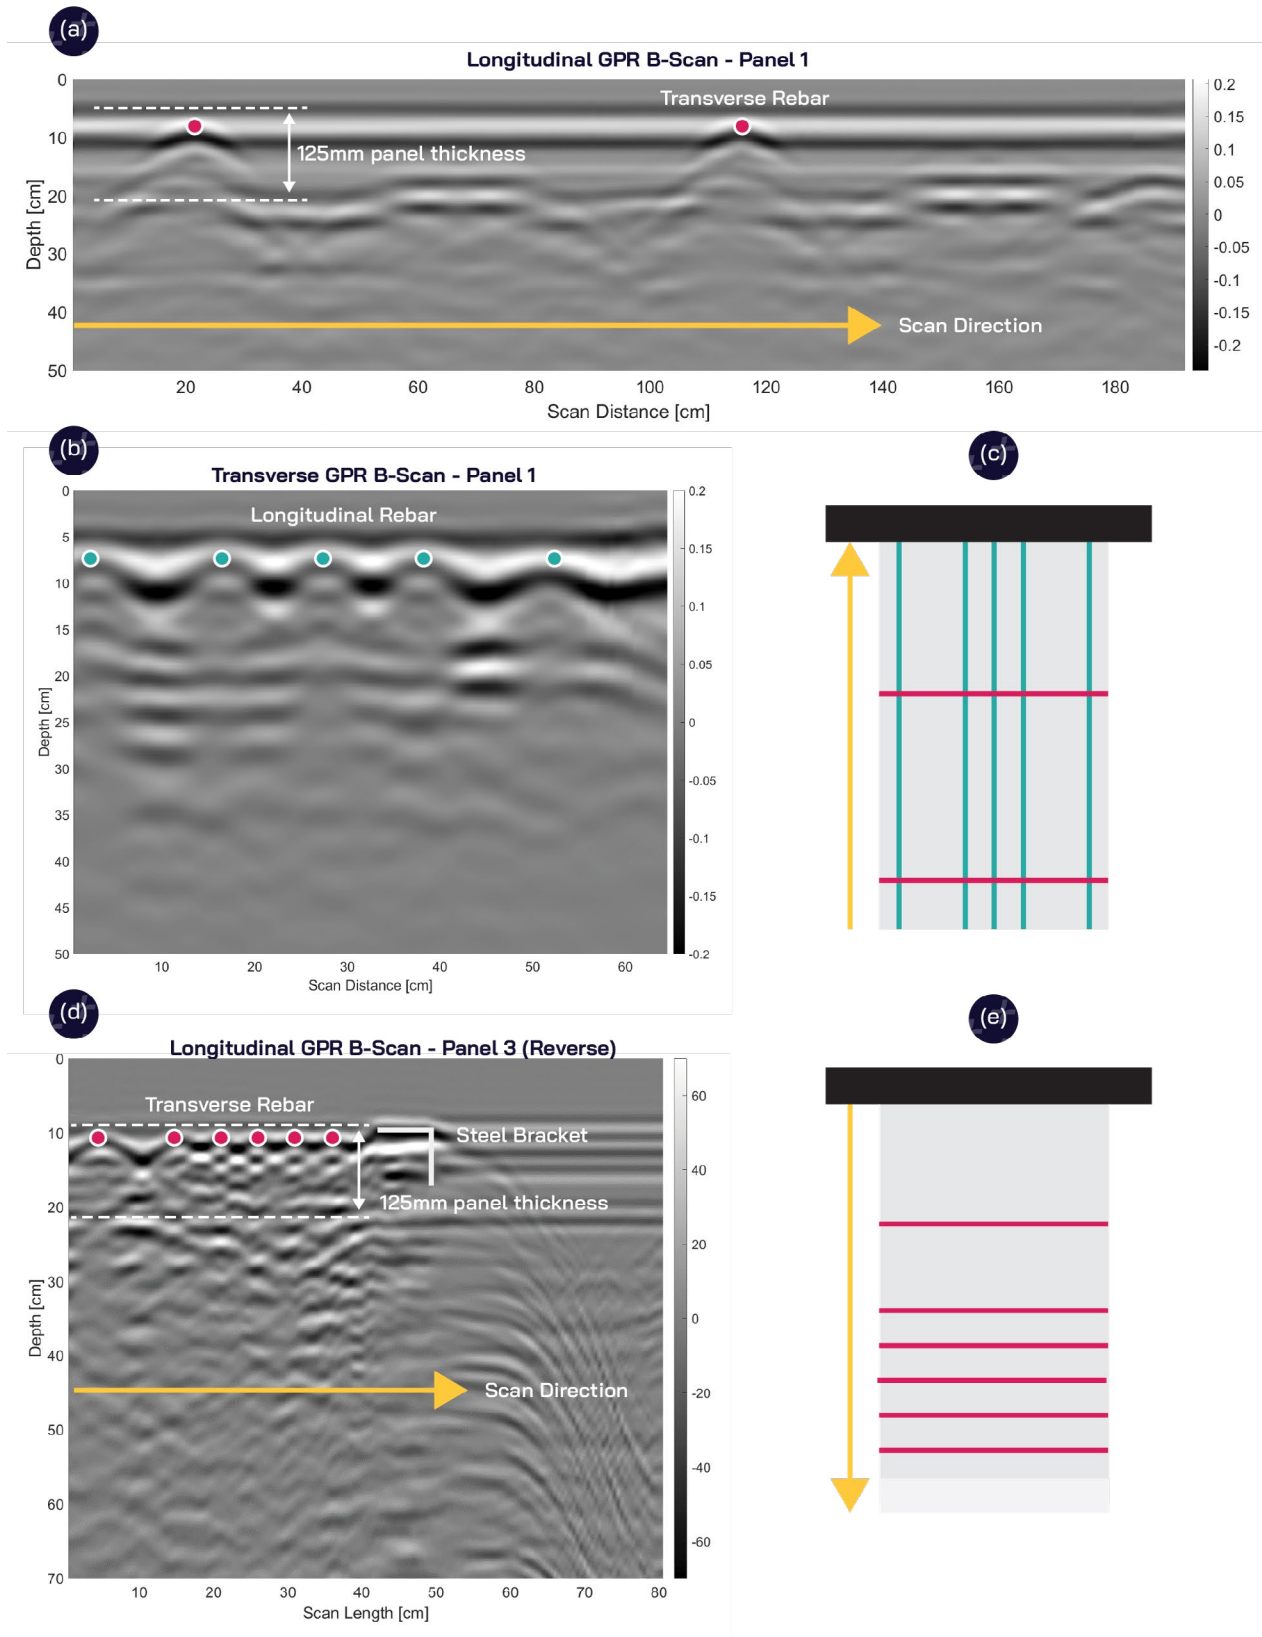 (a)
Longitudinal GPR B-Scan - Panel 1
0
10
20
30
40
50
Depth [cm]
Transverse Rebar
125mm panel thickness
Scan Direction
20 40 60 80 100 120 140 160 180
Scan Distance [cm]
0.2
0.15
0.1
0.05
0
-0.05
-0.1
-0.15
-0.2
(b)
Transverse GPR B-Scan - Panel 1
Longitudinal Rebar
0
5
10
15
20
25
30
35
40
45
50
Depth [cm]
10 20 30 40 50 60
Scan Distance [cm]
0.2
0.15
0.1
0.05
0
-0.05
-0.1
-0.15
-0.2
(c)
(d)
Longitudinal GPR B-Scan - Panel 3 (Reverse)
Transverse Rebar
Steel Bracket
125mm panel thickness
Scan Direction
0
10
20
30
40
50
60
70
Depth [cm]
10 20 30 40 50 60 70 80
Scan Length [cm]
60
40
20
0
-20
-40
-60
(e)